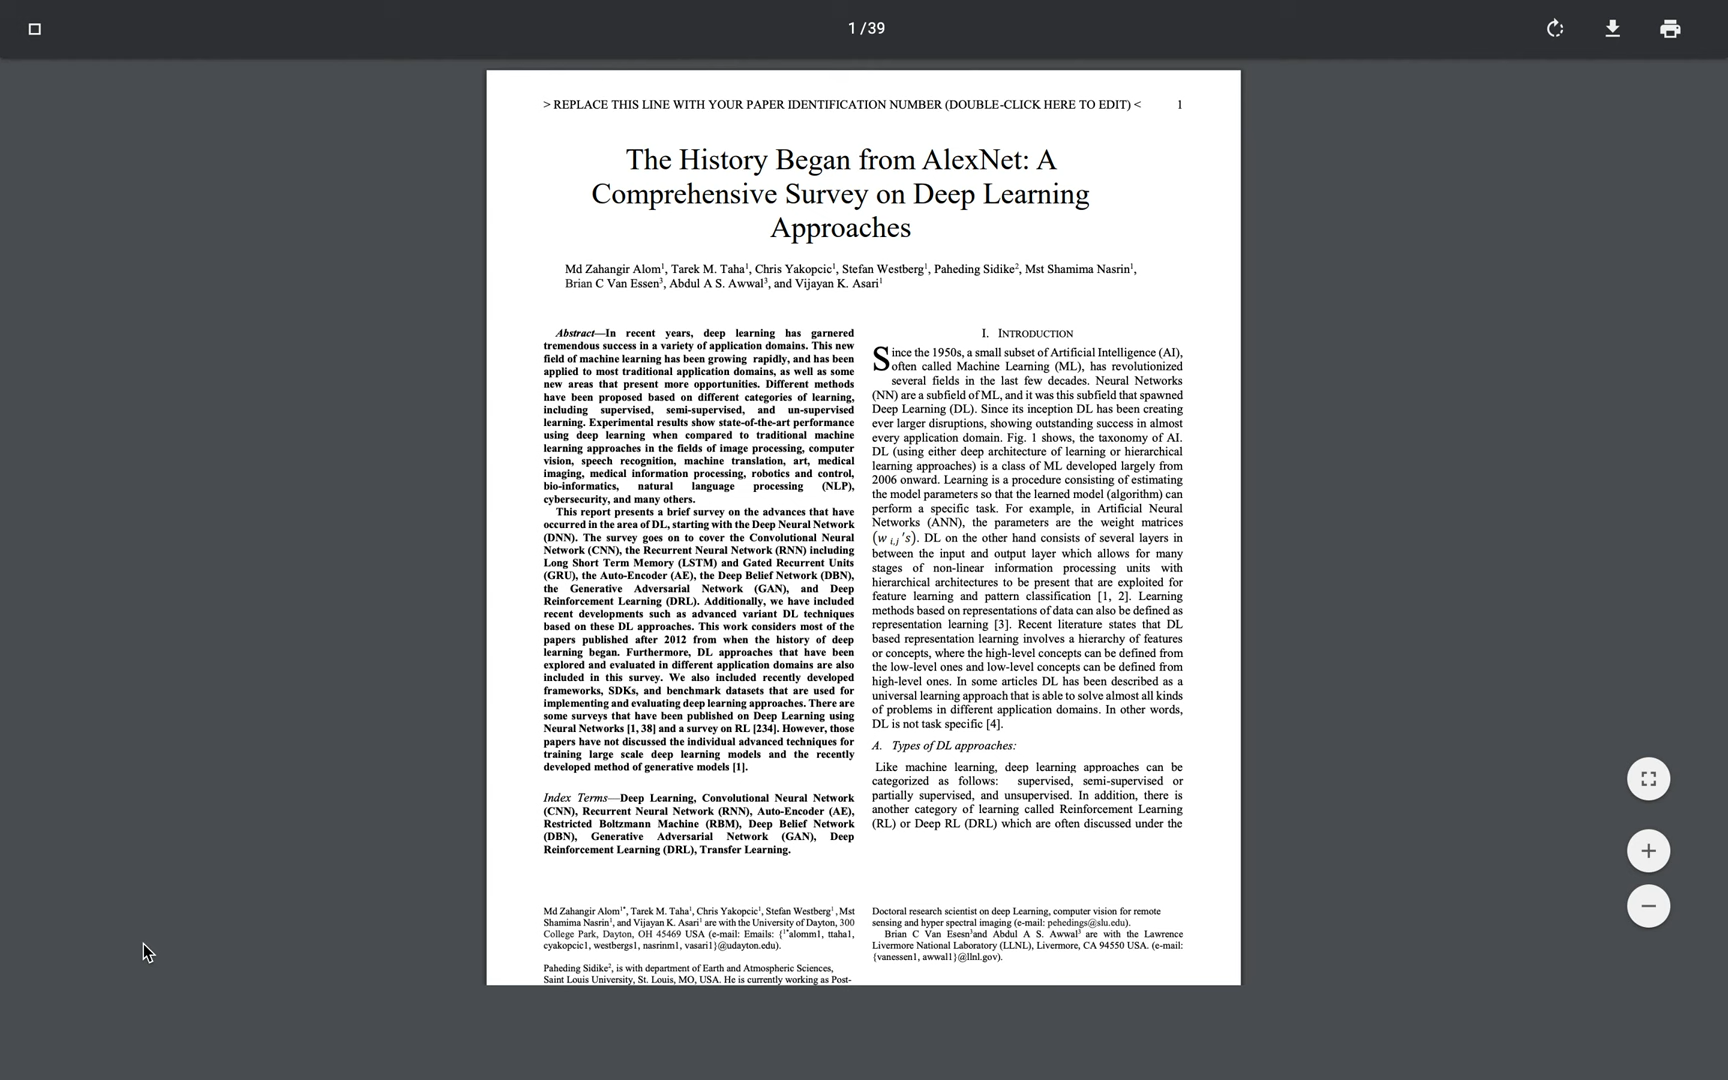 1 / 39
> REPLACE THIS LINE WITH YOUR PAPER IDENTIFICATION NUMBER (DOUBLE-CLICK HERE TO EDIT) < 1
The History Began from AlexNet: A
Comprehensive Survey on Deep Learning
Approaches
Md Zahangir Alom¹, Tarek M. Taha¹, Chris Yakopcic¹, Stefan Westberg¹, Paheding Sidike², Mst Shamima Nasrin¹,
Brian C Van Essen³, Abdul A S. Awwal³, and Vijayan K. Asari¹
Abstract—In recent years, deep learning has garnered
tremendous success in a variety of application domains. This new
field of machine learning has been growing rapidly, and has been
applied to most traditional application domains, as well as some
new areas that present more opportunities. Different methods
have been proposed based on different categories of learning,
including supervised, semi-supervised, and un-supervised
learning. Experimental results show state-of-the-art performance
using deep learning when compared to traditional machine
learning approaches in the fields of image processing, computer
vision, speech recognition, machine translation, art, medical
imaging, medical information processing, robotics and control,
bio-informatics, natural language processing (NLP),
cybersecurity, and many others.
This report presents a brief survey on the advances that have
occurred in the area of DL, starting with the Deep Neural Network
(DNN). The survey goes on to cover the Convolutional Neural
Network (CNN), the Recurrent Neural Network (RNN) including
Long Short Term Memory (LSTM) and Gated Recurrent Units
(GRU), the Auto-Encoder (AE), the Deep Belief Network (DBN),
the Generative Adversarial Network (GAN), and Deep
Reinforcement Learning (DRL). Additionally, we have included
recent developments such as advanced variant DL techniques
based on these DL approaches. This work considers most of the
papers published after 2012 from when the history of deep
learning began. Furthermore, DL approaches that have been
explored and evaluated in different application domains are also
included in this survey. We also included recently developed
frameworks, SDKs, and benchmark datasets that are used for
implementing and evaluating deep learning approaches. There are
some surveys that have been published on Deep Learning using
Neural Networks [1, 38] and a survey on RL [234]. However, those
papers have not discussed the individual advanced techniques for
training large scale deep learning models and the recently
developed method of generative models [1].
Index Terms—Deep Learning, Convolutional Neural Network
(CNN), Recurrent Neural Network (RNN), Auto-Encoder (AE),
Restricted Boltzmann Machine (RBM), Deep Belief Network
(DBN), Generative Adversarial Network (GAN), Deep
Reinforcement Learning (DRL), Transfer Learning.
Md Zahangir Alom¹*, Tarek M. Taha¹, Chris Yakopcic¹, Stefan Westberg¹, Mst
Shamima Nasrin¹, and Vijayan K. Asari¹ are with the University of Dayton, 300
College Park, Dayton, OH 45469 USA (e-mail: Emails: {¹*alomm1, ttaha1,
cyakopcic1, westbergs1, nasrinm1, vasari1}@udayton.edu).
Paheding Sidike², is with department of Earth and Atmospheric Sciences,
Saint Louis University, St. Louis, MO, USA. He is currently working as Post-
I. INTRODUCTION
Since the 1950s, a small subset of Artificial Intelligence (AI),
often called Machine Learning (ML), has revolutionized
several fields in the last few decades. Neural Networks
(NN) are a subfield of ML, and it was this subfield that spawned
Deep Learning (DL). Since its inception DL has been creating
ever larger disruptions, showing outstanding success in almost
every application domain. Fig. 1 shows, the taxonomy of AI.
DL (using either deep architecture of learning or hierarchical
learning approaches) is a class of ML developed largely from
2006 onward. Learning is a procedure consisting of estimating
the model parameters so that the learned model (algorithm) can
perform a specific task. For example, in Artificial Neural
Networks (ANN), the parameters are the weight matrices
(w i,j 's). DL on the other hand consists of several layers in
between the input and output layer which allows for many
stages of non-linear information processing units with
hierarchical architectures to be present that are exploited for
feature learning and pattern classification [1, 2]. Learning
methods based on representations of data can also be defined as
representation learning [3]. Recent literature states that DL
based representation learning involves a hierarchy of features
or concepts, where the high-level concepts can be defined from
the low-level ones and low-level concepts can be defined from
high-level ones. In some articles DL has been described as a
universal learning approach that is able to solve almost all kinds
of problems in different application domains. In other words,
DL is not task specific [4].
A. Types of DL approaches:
Like machine learning, deep learning approaches can be
categorized as follows: supervised, semi-supervised or
partially supervised, and unsupervised. In addition, there is
another category of learning called Reinforcement Learning
(RL) or Deep RL (DRL) which are often discussed under the
Doctoral research scientist on deep Learning, computer vision for remote
sensing and hyper spectral imaging (e-mail: pehedings@slu.edu).
Brian C Van Esesn³and Abdul A S. Awwal³ are with the Lawrence
Livermore National Laboratory (LLNL), Livermore, CA 94550 USA. (e-mail:
{vanessen1, awwal1}@llnl.gov).